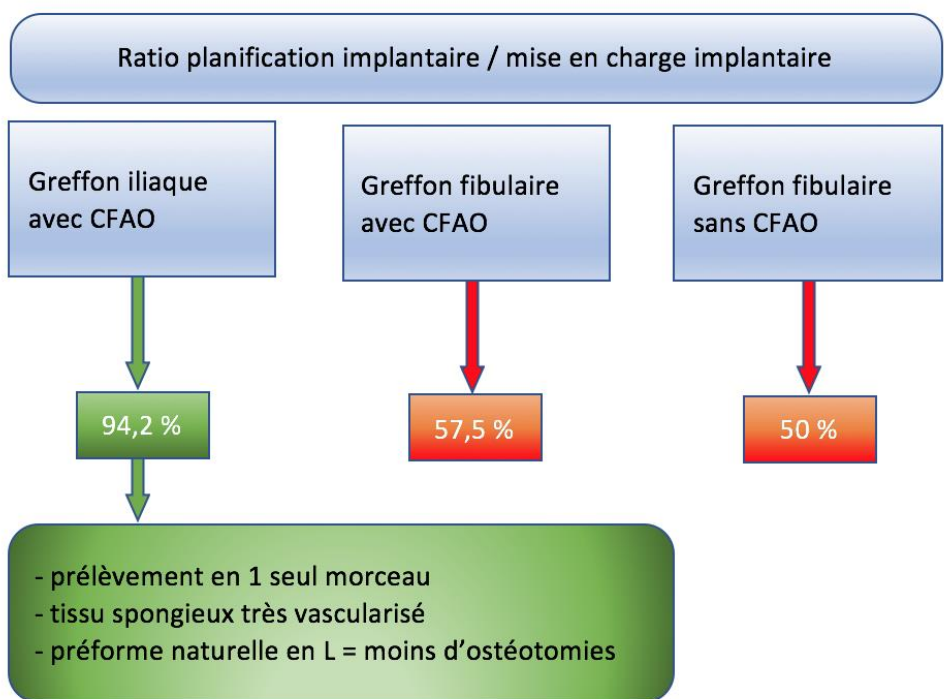 Ratio planification implantaire / mise en charge implantaire
Greffon iliaque
avec CFAO
Greffon fibulaire
avec CFAO
Greffon fibulaire
sans CFAO
94,2 %
57,5 %
50 %
- prélèvement en 1 seul morceau
- tissu spongieux très vascularisé
- préforme naturelle en L = moins d’ostéotomies